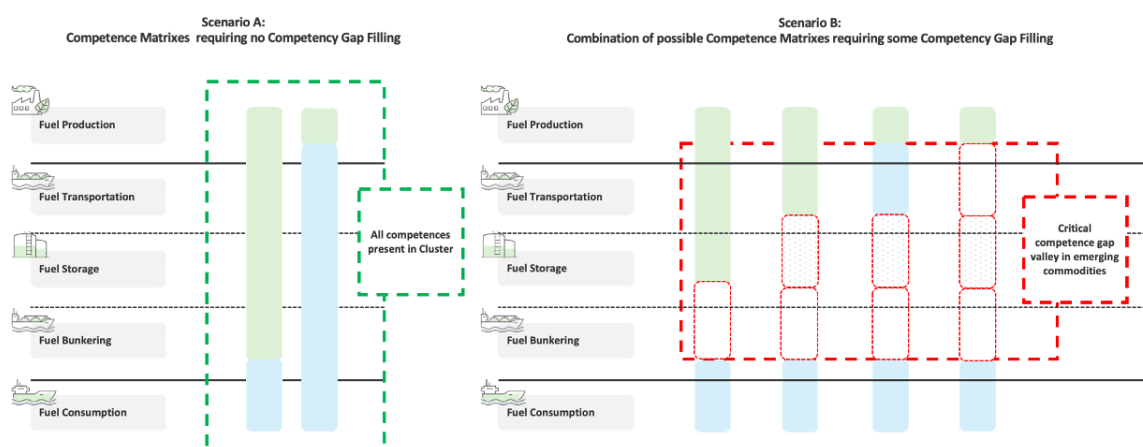 Scenario A:
Competence Matrixes requiring no Competency Gap Filling
Fuel Production
Fuel Transportation
Fuel Storage
Fuel Bunkering
Fuel Consumption
All competences
present in Cluster
Scenario B:
Combination of possible Competence Matrixes requiring some Competency Gap Filling
Fuel Production
Fuel Transportation
Fuel Storage
Fuel Bunkering
Fuel Consumption
Critical
competence gap
valley in emerging
commodities